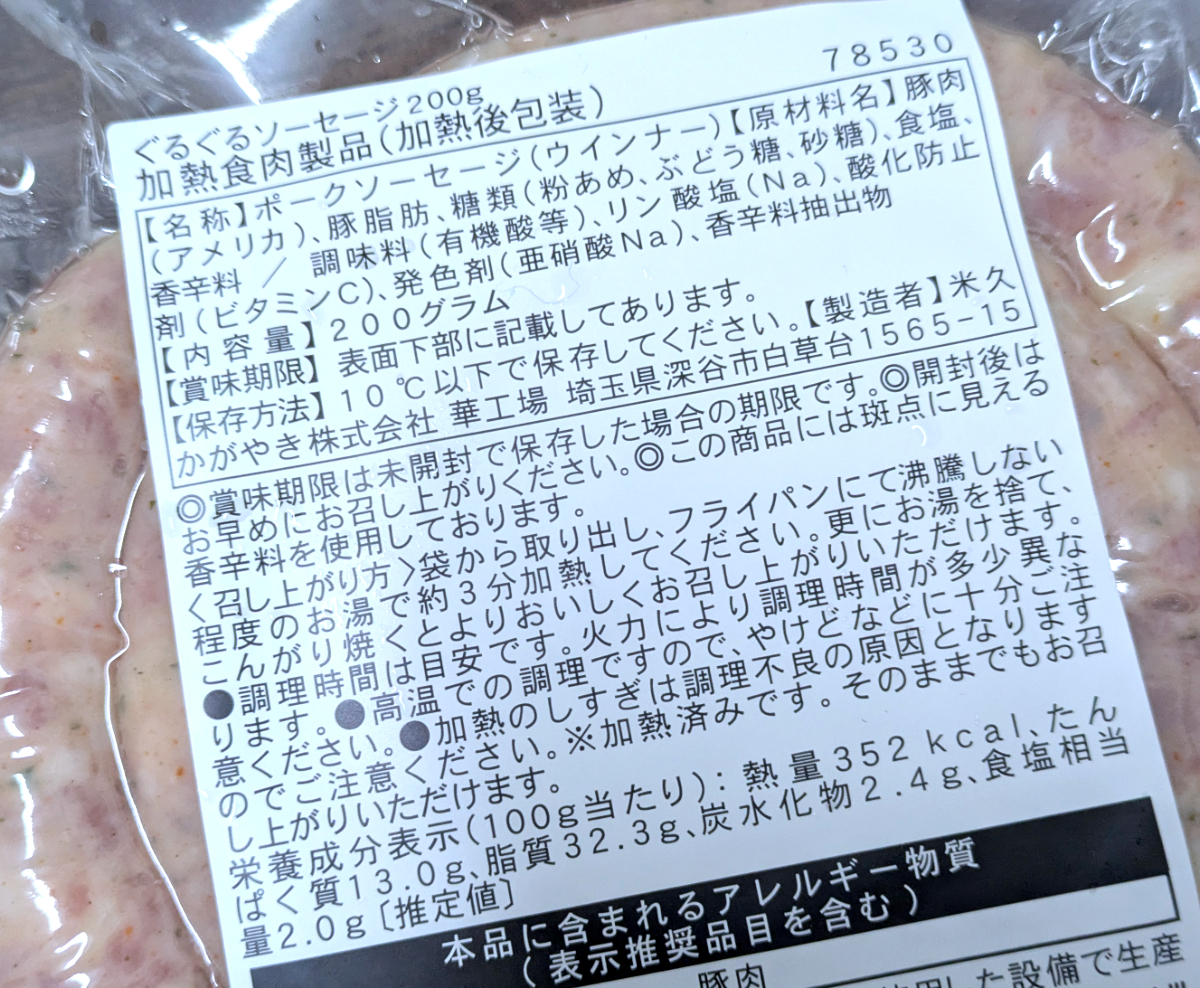 78530
ぐるぐるソーセージ200g
加熱食肉製品(加熱後包装)
【名称】ポークソーセージ(ウインナー)【原材料名】豚肉
(アメリカ)、豚脂肪、糖類(粉あめ、ぶどう糖、砂糖)、食塩、
香辛料 / 調味料(有機酸等)、リン酸塩(Na)、酸化防止
剤(ビタミンC)、発色剤(亜硝酸Na)、香辛料抽出物
【内容量】200グラム
【賞味期限】表面下部に記載してあります。
【保存方法】10℃以下で保存してください。【製造者】米久
かがやき株式会社 華工場 埼玉県深谷市白草台1565-15
◎賞味期限は未開封で保存した場合の期限です。◎開封後は
お早めにお召し上がりください。◎この商品には斑点に見える
香辛料を使用しております。
〈召し上がり方〉袋から取り出し、フライパンにて沸騰しない
程度のお湯で約3分加熱してください。更にお湯を捨て、
こんがり焼くとよりおいしくお召し上がりいただけます。
●調理時間は目安です。火力により調理時間が多少異な
ります。●高温での調理ですので、やけどなどに十分ご注
意ください。●加熱のしすぎは調理不良の原因となります
のでご注意ください。※加熱済みです。そのままでもお召
し上がりいただけます。
栄養成分表示(100g当たり):熱量352kcal、たん
ぱく質13.0g、脂質32.3g、炭水化物2.4g、食塩相当
量2.0g[推定値]
本品に含まれるアレルギー物質
(表示推奨品目を含む)
豚肉
した設備で生産